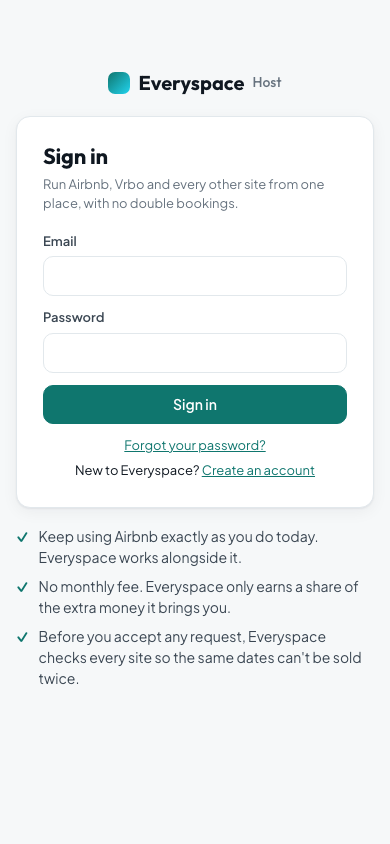 Everyspace Host
Sign in
Run Airbnb, Vrbo and every other site from one
place, with no double bookings.
Email
Password
Sign in
Forgot your password?
New to Everyspace? Create an account
Keep using Airbnb exactly as you do today.
Everyspace works alongside it.
No monthly fee. Everyspace only earns a share of
the extra money it brings you.
Before you accept any request, Everyspace
checks every site so the same dates can't be sold
twice.